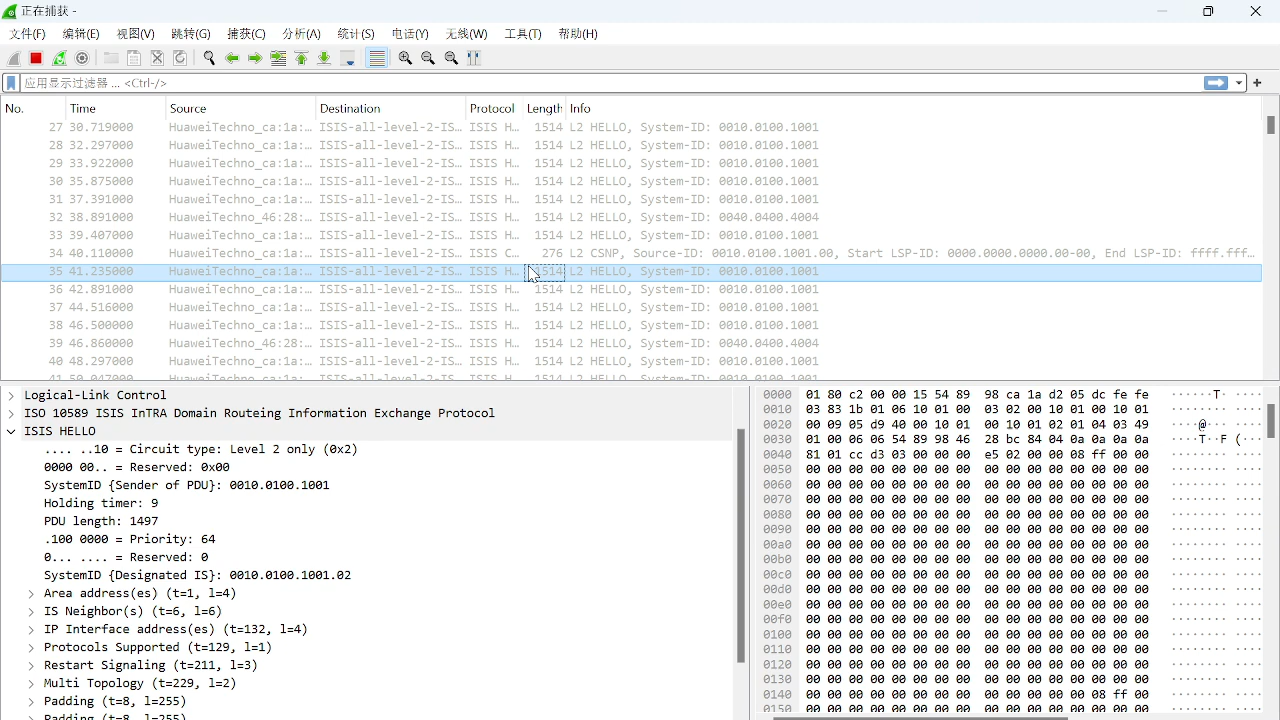 正在捕获 -
文件(F) 编辑(E) 视图(V) 跳转(G) 捕获(C) 分析(A) 统计(S) 电话(Y) 无线(W) 工具(T) 帮助(H)
应用显示过滤器 … <Ctrl-/>
No. Time Source Destination Protocol Length Info
27 30.719000 HuaweiTechno_ca:1a:… ISIS-all-level-2-IS… ISIS H… 1514 L2 HELLO, System-ID: 0010.0100.1001
28 32.297000 HuaweiTechno_ca:1a:… ISIS-all-level-2-IS… ISIS H… 1514 L2 HELLO, System-ID: 0010.0100.1001
29 33.922000 HuaweiTechno_ca:1a:… ISIS-all-level-2-IS… ISIS H… 1514 L2 HELLO, System-ID: 0010.0100.1001
30 35.875000 HuaweiTechno_ca:1a:… ISIS-all-level-2-IS… ISIS H… 1514 L2 HELLO, System-ID: 0010.0100.1001
31 37.391000 HuaweiTechno_ca:1a:… ISIS-all-level-2-IS… ISIS H… 1514 L2 HELLO, System-ID: 0010.0100.1001
32 38.891000 HuaweiTechno_46:28:… ISIS-all-level-2-IS… ISIS H… 1514 L2 HELLO, System-ID: 0040.0400.4004
33 39.407000 HuaweiTechno_ca:1a:… ISIS-all-level-2-IS… ISIS H… 1514 L2 HELLO, System-ID: 0010.0100.1001
34 40.110000 HuaweiTechno_ca:1a:… ISIS-all-level-2-IS… ISIS C… 276 L2 CSNP, Source-ID: 0010.0100.1001.00, Start LSP-ID: 0000.0000.0000.00-00, End LSP-ID: ffff.fff…
35 41.235000 HuaweiTechno_ca:1a:… ISIS-all-level-2-IS… ISIS H… 1514 L2 HELLO, System-ID: 0010.0100.1001
36 42.891000 HuaweiTechno_ca:1a:… ISIS-all-level-2-IS… ISIS H… 1514 L2 HELLO, System-ID: 0010.0100.1001
37 44.516000 HuaweiTechno_ca:1a:… ISIS-all-level-2-IS… ISIS H… 1514 L2 HELLO, System-ID: 0010.0100.1001
38 46.500000 HuaweiTechno_ca:1a:… ISIS-all-level-2-IS… ISIS H… 1514 L2 HELLO, System-ID: 0010.0100.1001
39 46.860000 HuaweiTechno_46:28:… ISIS-all-level-2-IS… ISIS H… 1514 L2 HELLO, System-ID: 0040.0400.4004
40 48.297000 HuaweiTechno_ca:1a:… ISIS-all-level-2-IS… ISIS H… 1514 L2 HELLO, System-ID: 0010.0100.1001
41 50.047000 HuaweiTechno_ca:1a:… ISIS-all-level-2-IS… ISIS H… 1514 L2 HELLO, System-ID: 0010.0100.1001
Logical-Link Control
ISO 10589 ISIS InTRA Domain Routeing Information Exchange Protocol
ISIS HELLO
.... ..10 = Circuit type: Level 2 only (0x2)
0000 00.. = Reserved: 0x00
SystemID {Sender of PDU}: 0010.0100.1001
Holding timer: 9
PDU length: 1497
.100 0000 = Priority: 64
0... .... = Reserved: 0
SystemID {Designated IS}: 0010.0100.1001.02
Area address(es) (t=1, l=4)
IS Neighbor(s) (t=6, l=6)
IP Interface address(es) (t=132, l=4)
Protocols Supported (t=129, l=1)
Restart Signaling (t=211, l=3)
Multi Topology (t=229, l=2)
Padding (t=8, l=255)
Padding (t=8, l=255)
0000 01 80 c2 00 00 15 54 89 98 ca 1a d2 05 dc fe fe ······T· ········
0010 03 83 1b 01 06 10 01 00 03 02 00 10 01 00 10 01
0020 00 09 05 d9 40 00 10 01 00 10 01 02 01 04 03 49 ····@···
0030 01 00 06 06 54 89 98 46 28 bc 84 04 0a 0a 0a 0a ····T··F (···
0040 81 01 cc d3 03 00 00 00 e5 02 00 00 08 ff 00 00
0050 00 00 00 00 00 00 00 00 00 00 00 00 00 00 00 00
0060 00 00 00 00 00 00 00 00 00 00 00 00 00 00 00 00
0070 00 00 00 00 00 00 00 00 00 00 00 00 00 00 00 00
0080 00 00 00 00 00 00 00 00 00 00 00 00 00 00 00 00
0090 00 00 00 00 00 00 00 00 00 00 00 00 00 00 00 00
00a0 00 00 00 00 00 00 00 00 00 00 00 00 00 00 00 00
00b0 00 00 00 00 00 00 00 00 00 00 00 00 00 00 00 00
00c0 00 00 00 00 00 00 00 00 00 00 00 00 00 00 00 00
00d0 00 00 00 00 00 00 00 00 00 00 00 00 00 00 00 00
00e0 00 00 00 00 00 00 00 00 00 00 00 00 00 00 00 00
00f0 00 00 00 00 00 00 00 00 00 00 00 00 00 00 00 00
0100 00 00 00 00 00 00 00 00 00 00 00 00 00 00 00 00
0110 00 00 00 00 00 00 00 00 00 00 00 00 00 00 00 00
0120 00 00 00 00 00 00 00 00 00 00 00 00 00 00 00 00
0130 00 00 00 00 00 00 00 00 00 00 00 00 00 00 00 00
0140 00 00 00 00 00 00 00 00 00 00 00 00 00 08 ff 00
0150 00 00 00 00 00 00 00 00 00 00 00 00 00 00 00 00